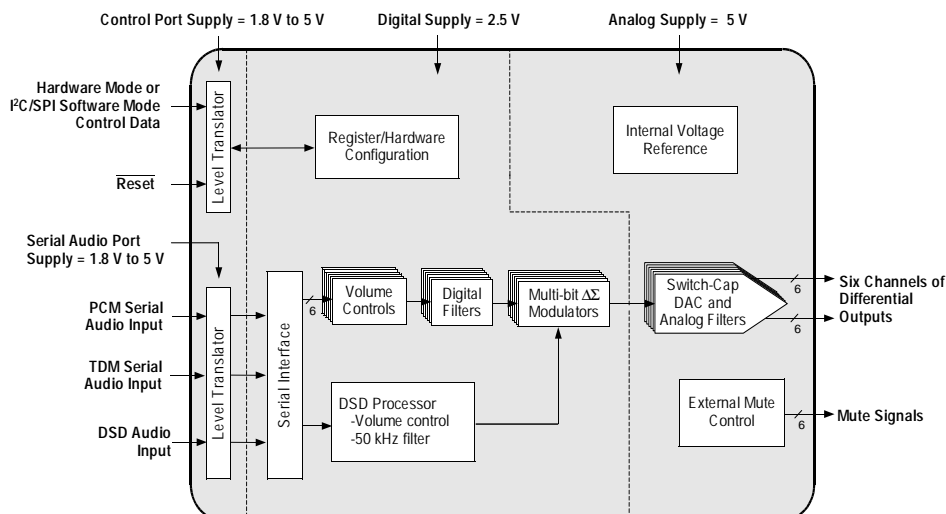 Control Port Supply = 1.8 V to 5 V
Digital Supply = 2.5 V
Analog Supply = 5 V
Hardware Mode or
I²C/SPI Software Mode
Control Data
Reset
Level Translator
Register/Hardware
Configuration
Internal Voltage
Reference
Serial Audio Port
Supply = 1.8 V to 5 V
PCM Serial
Audio Input
TDM Serial
Audio Input
DSD Audio
Input
Level Translator
Serial Interface
6
Volume
Controls
Digital
Filters
Multi-bit ΔΣ
Modulators
Switch-Cap
DAC and
Analog Filters
6
6
Six Channels of
Differential
Outputs
DSD Processor
-Volume control
-50 kHz filter
External Mute
Control
6
Mute Signals